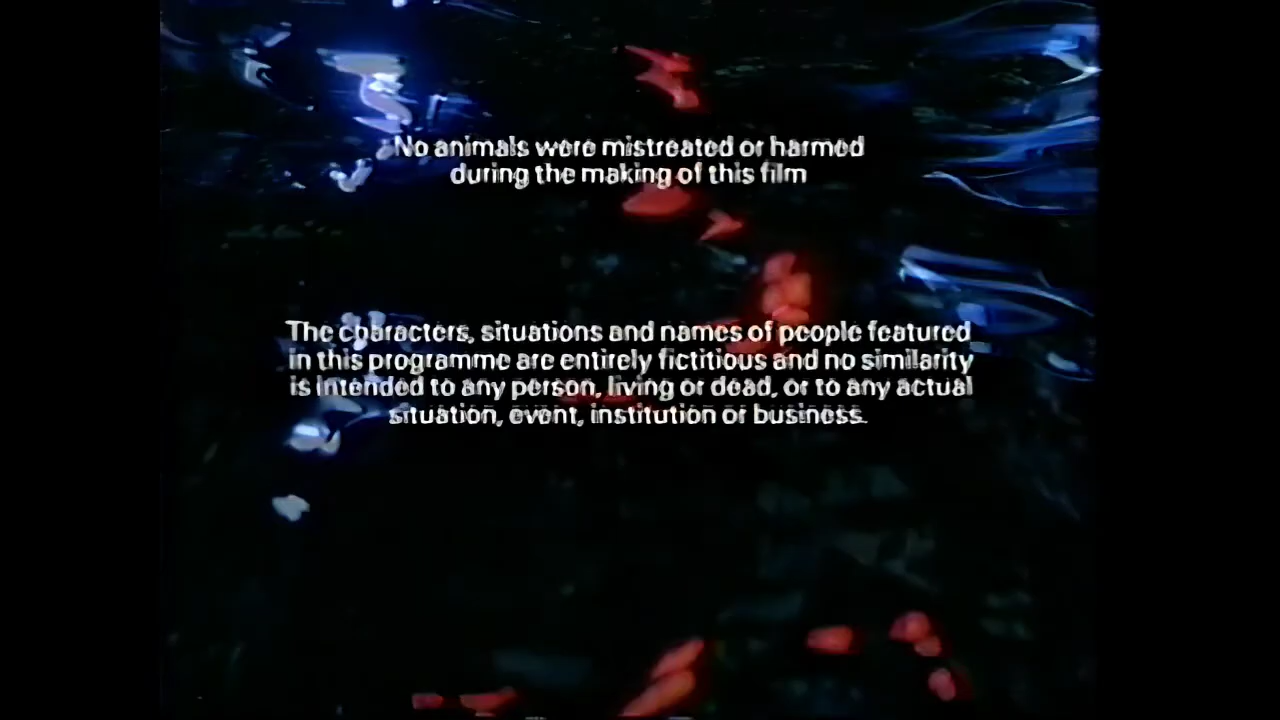 No animals were mistreated or harmed
during the making of this film
The characters, situations and names of people featured
in this programme are entirely fictitious and no similarity
is intended to any person, living or dead, or to any actual
situation, event, institution or business.